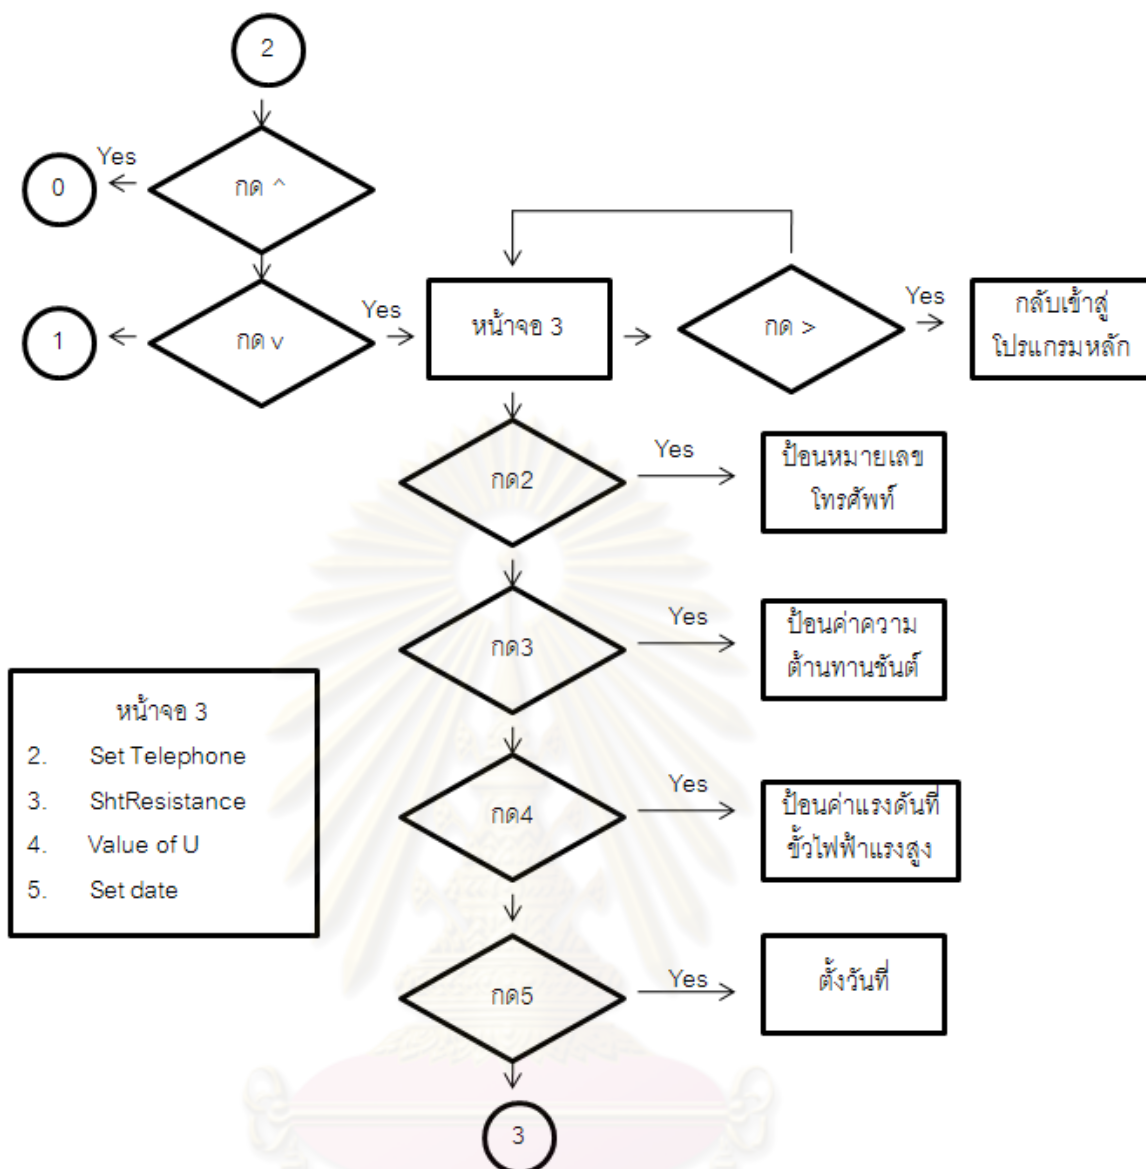 2
Yes
0
กด ^
1
กด v
Yes
หน้าจอ 3
กด >
Yes
กลับเข้าสู่
โปรแกรมหลัก
กด2
Yes
ป้อนหมายเลข
โทรศัพท์
กด3
Yes
ป้อนค่าความ
ต้านทานชันต์
หน้าจอ 3
2. Set Telephone
3. ShtResistance
4. Value of U
5. Set date
กด4
Yes
ป้อนค่าแรงดันที่
ขั้วไฟฟ้าแรงสูง
กด5
Yes
ตั้งวันที่
3